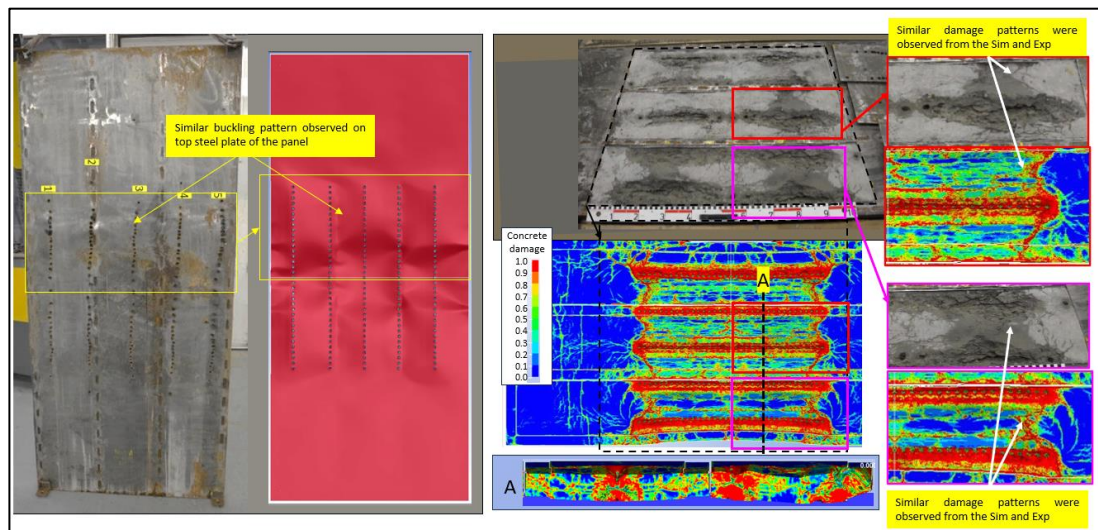 Similar buckling pattern observed on
top steel plate of the panel
1
2
3
4
5
Similar damage patterns were
observed from the Sim and Exp
Concrete
damage
1.0
0.9
0.8
0.7
0.6
0.5
0.4
0.3
0.2
0.1
0.0
A
A
Similar damage patterns were
observed from the Sim and Exp